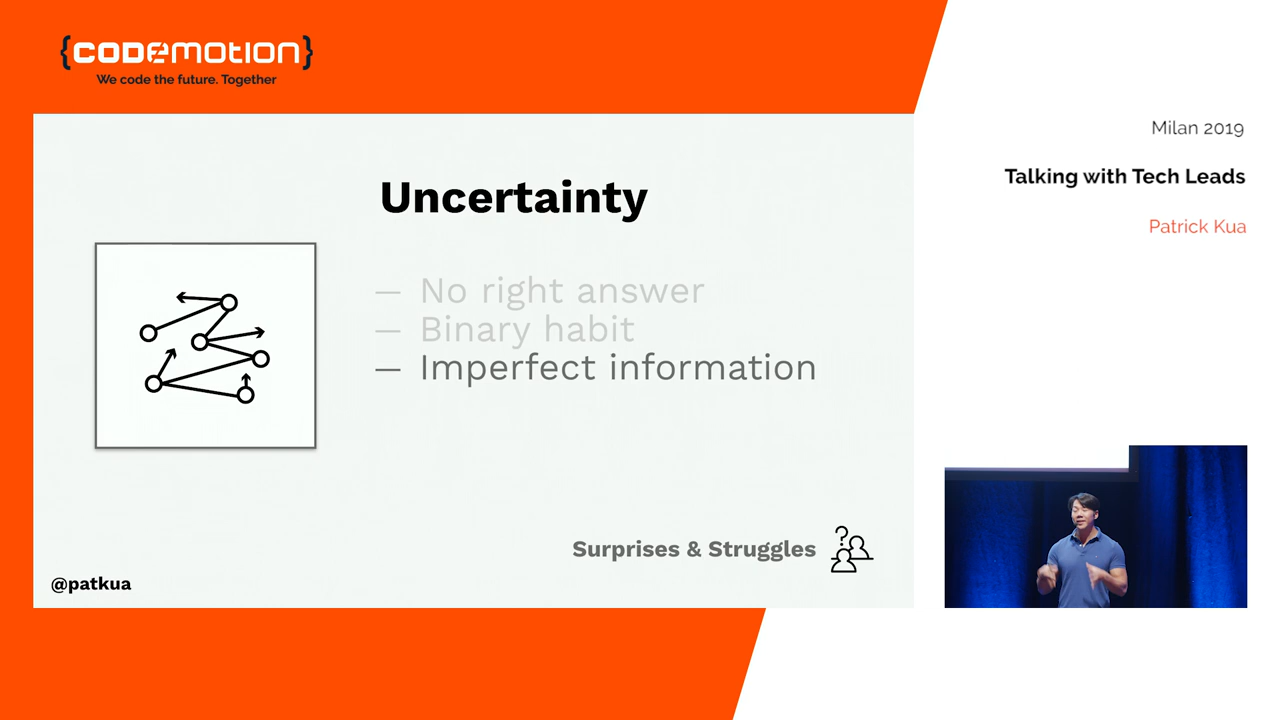 {CODEMOTION}
We code the future. Together
Milan 2019
Talking with Tech Leads
Patrick Kua
Uncertainty
— No right answer
— Binary habit
— Imperfect information
Surprises & Struggles
?
@patkua